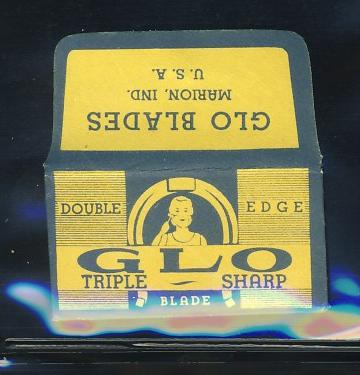 GLO BLADES
MARION, IND.
U. S. A.
DOUBLE EDGE
GLO
TRIPLE SHARP
BLADE